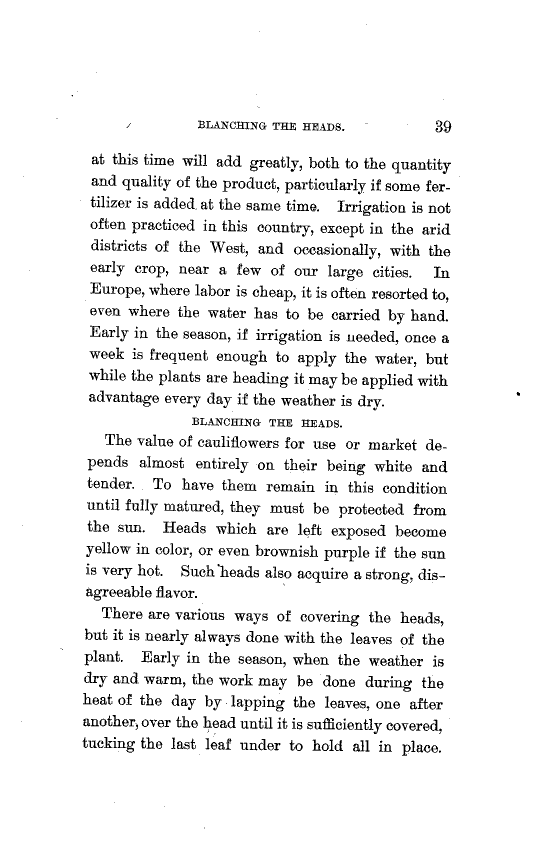 BLANCHING THE HEADS. 39
at this time will add greatly, both to the quantity
and quality of the product, particularly if some fer-
tilizer is added at the same time. Irrigation is not
often practiced in this country, except in the arid
districts of the West, and occasionally, with the
early crop, near a few of our large cities. In
Europe, where labor is cheap, it is often resorted to,
even where the water has to be carried by hand.
Early in the season, if irrigation is needed, once a
week is frequent enough to apply the water, but
while the plants are heading it may be applied with
advantage every day if the weather is dry.
BLANCHING THE HEADS.
The value of cauliflowers for use or market de-
pends almost entirely on their being white and
tender. To have them remain in this condition
until fully matured, they must be protected from
the sun. Heads which are left exposed become
yellow in color, or even brownish purple if the sun
is very hot. Such heads also acquire a strong, dis-
agreeable flavor.
There are various ways of covering the heads,
but it is nearly always done with the leaves of the
plant. Early in the season, when the weather is
dry and warm, the work may be done during the
heat of the day by lapping the leaves, one after
another, over the head until it is sufficiently covered,
tucking the last leaf under to hold all in place.